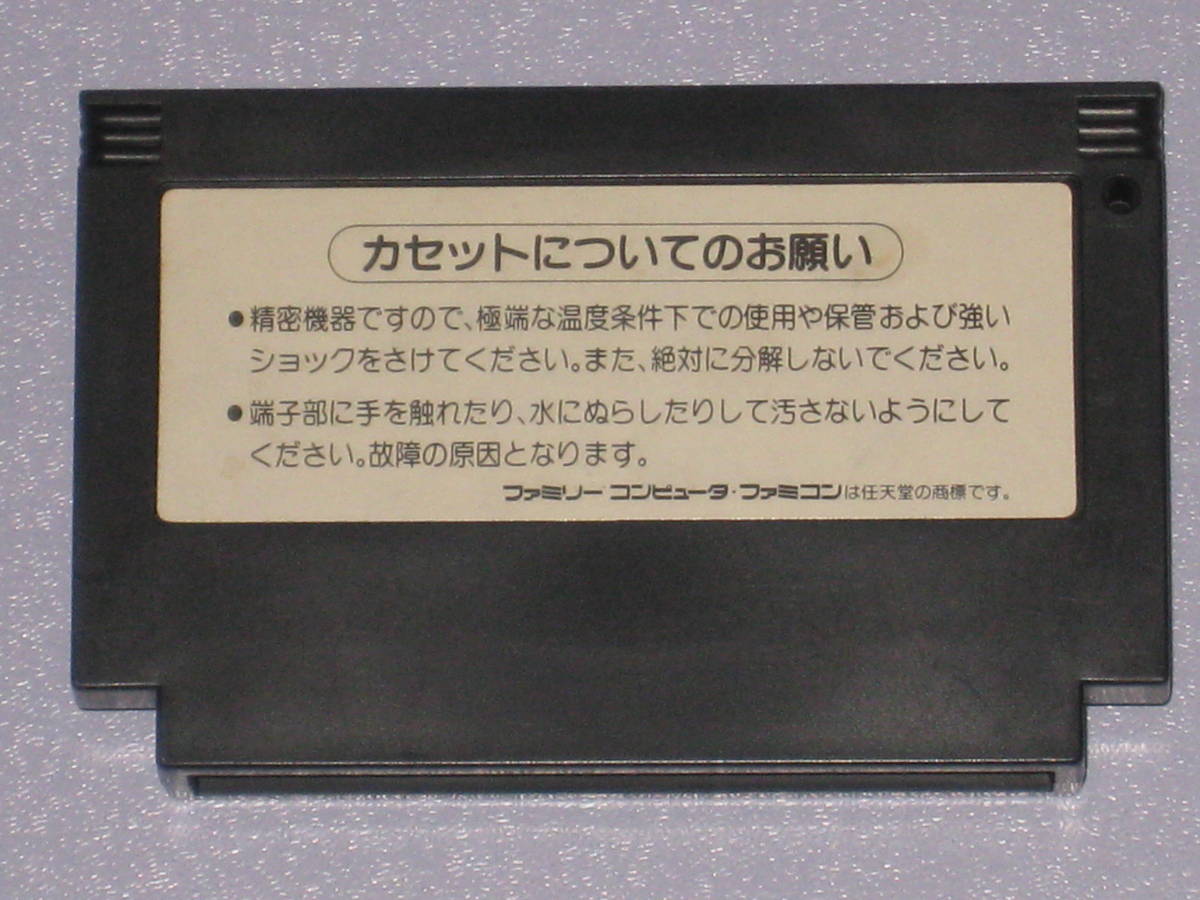 カセットについてのお願い
●精密機器ですので、極端な温度条件下での使用や保管および強い
ショックをさけてください。また、絶対に分解しないでください。
●端子部に手を触れたり、水にぬらしたりして汚さないようにして
ください。故障の原因となります。
ファミリーコンピュータ・ファミコンは任天堂の商標です。